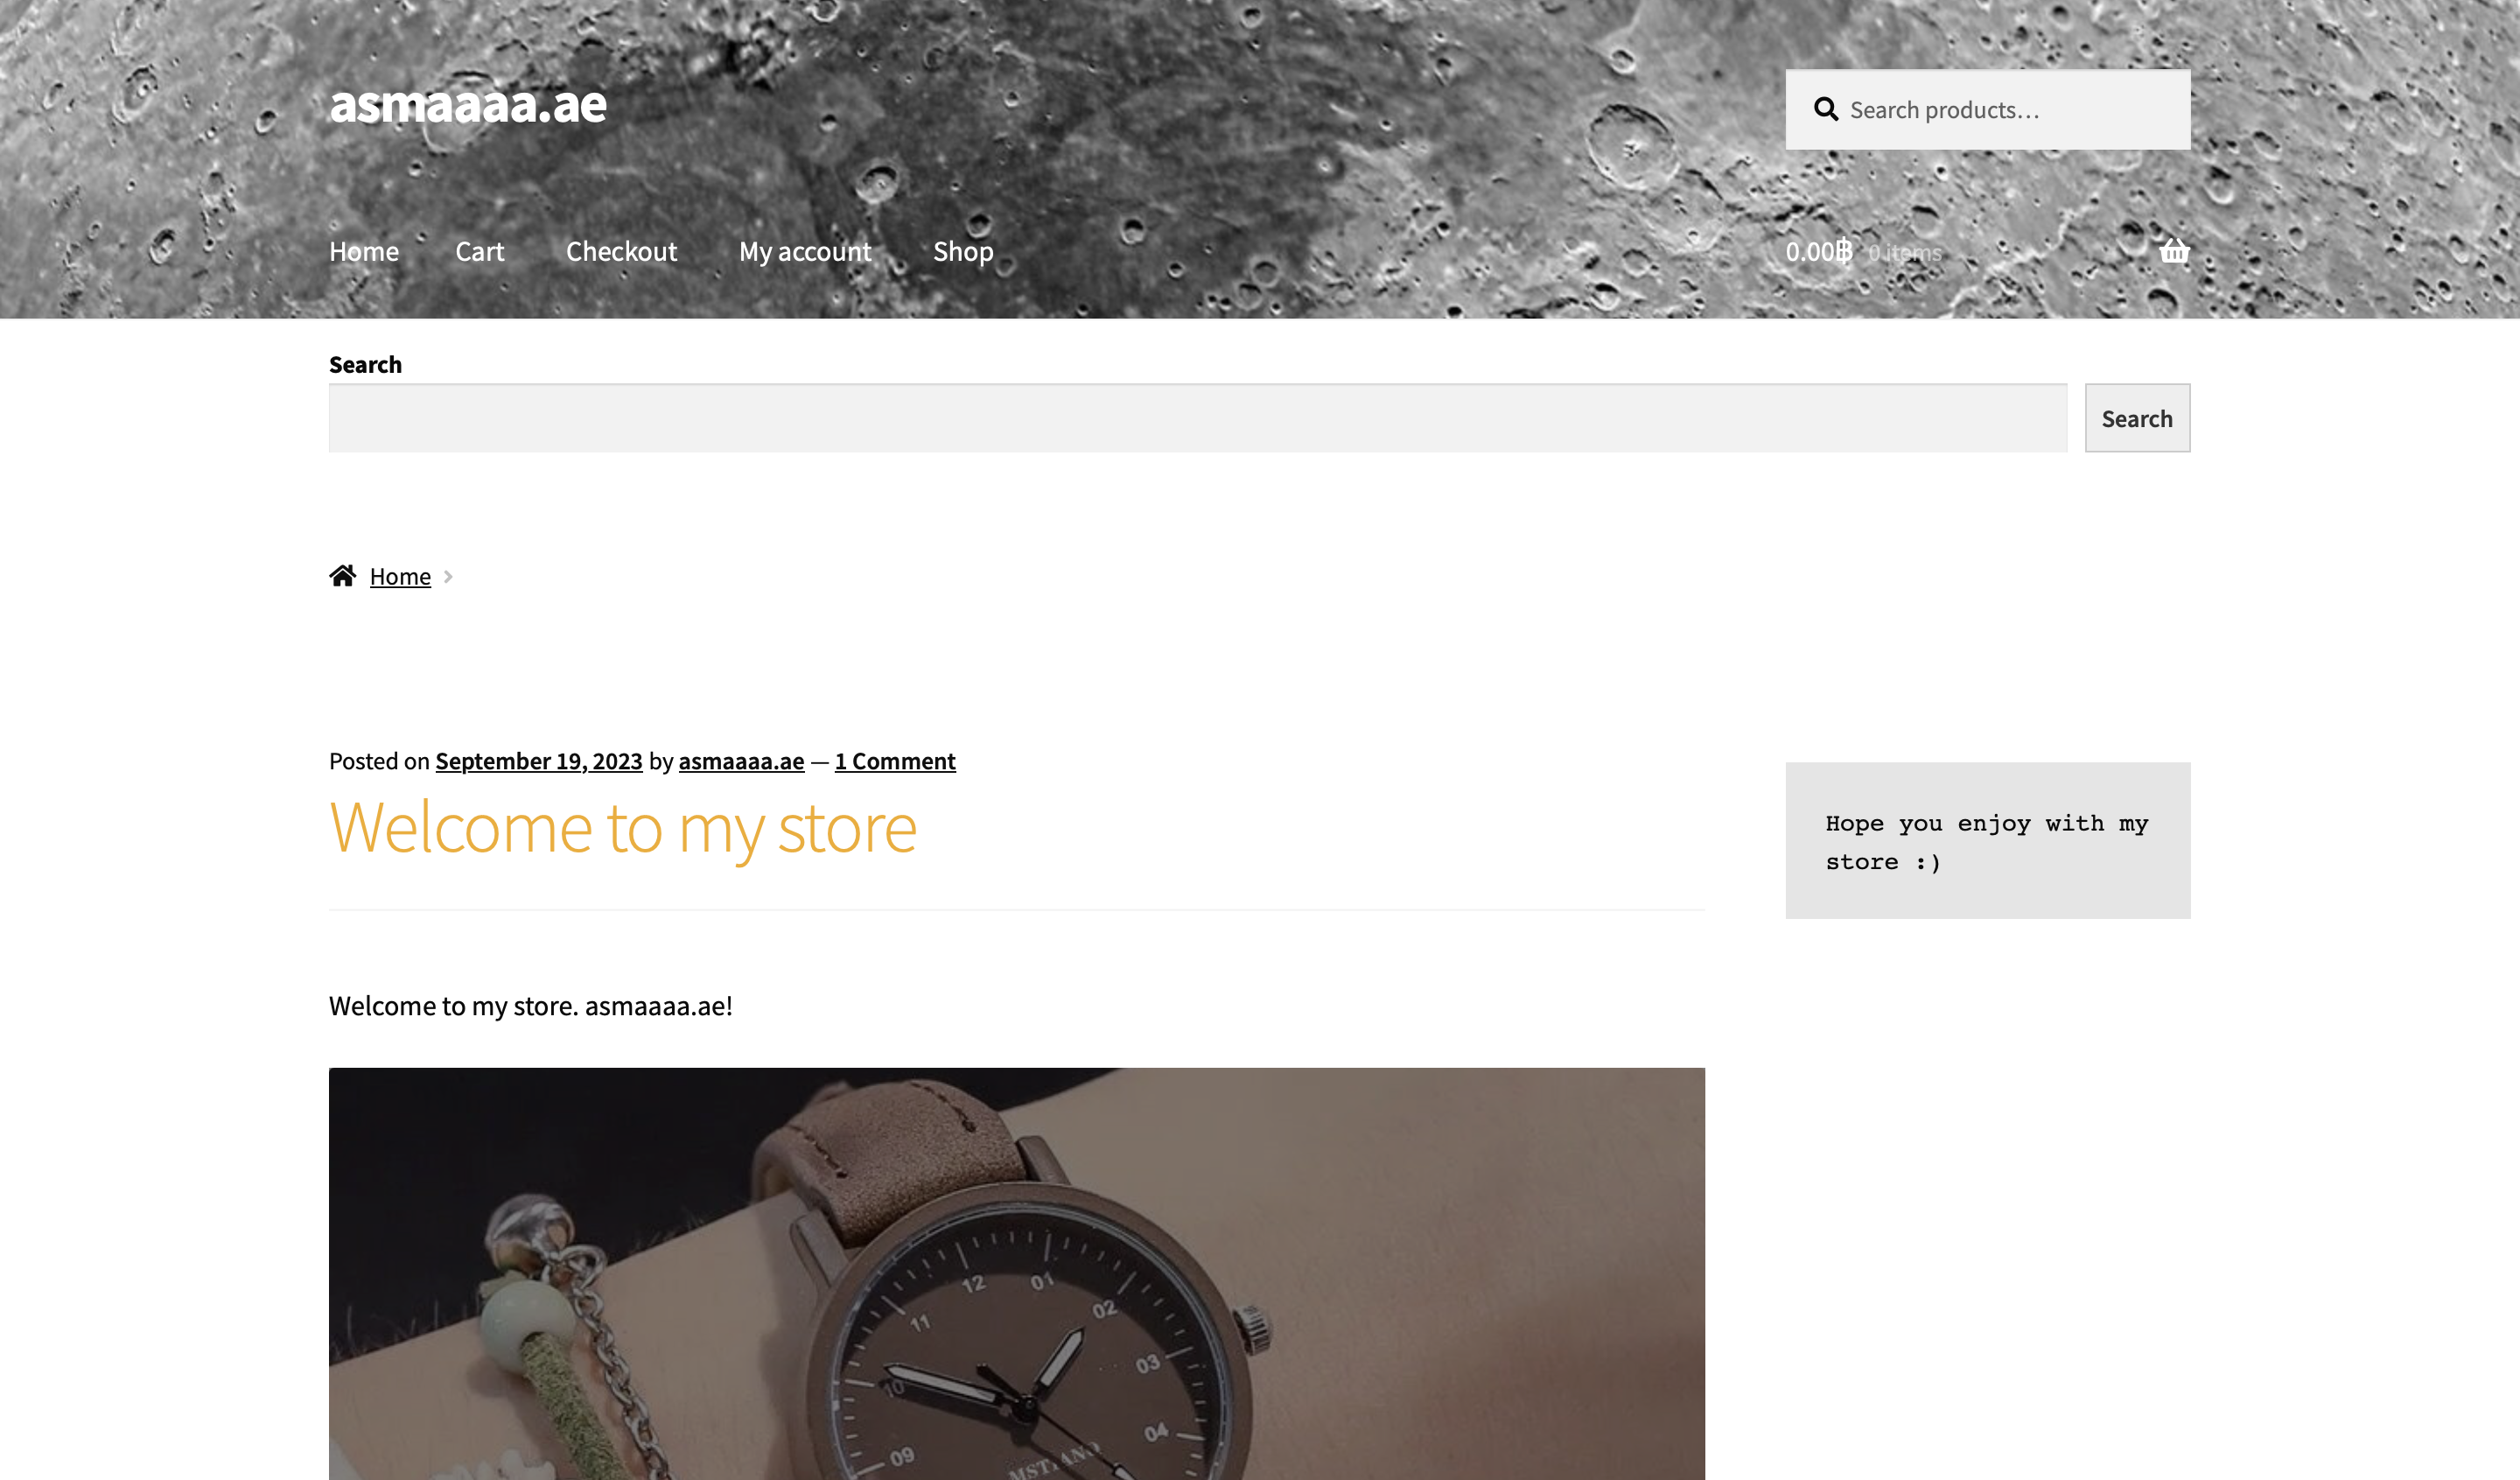 asmaaaa.ae
Search products…
Home Cart Checkout My account Shop
0.00฿ 0 items
Search
Search
Home
Posted on September 19, 2023 by asmaaaa.ae — 1 Comment
Welcome to my store
Hope you enjoy with my
store :)
Welcome to my store. asmaaaa.ae!
12 01
11 02
03
10
04
09
MSTIANQ